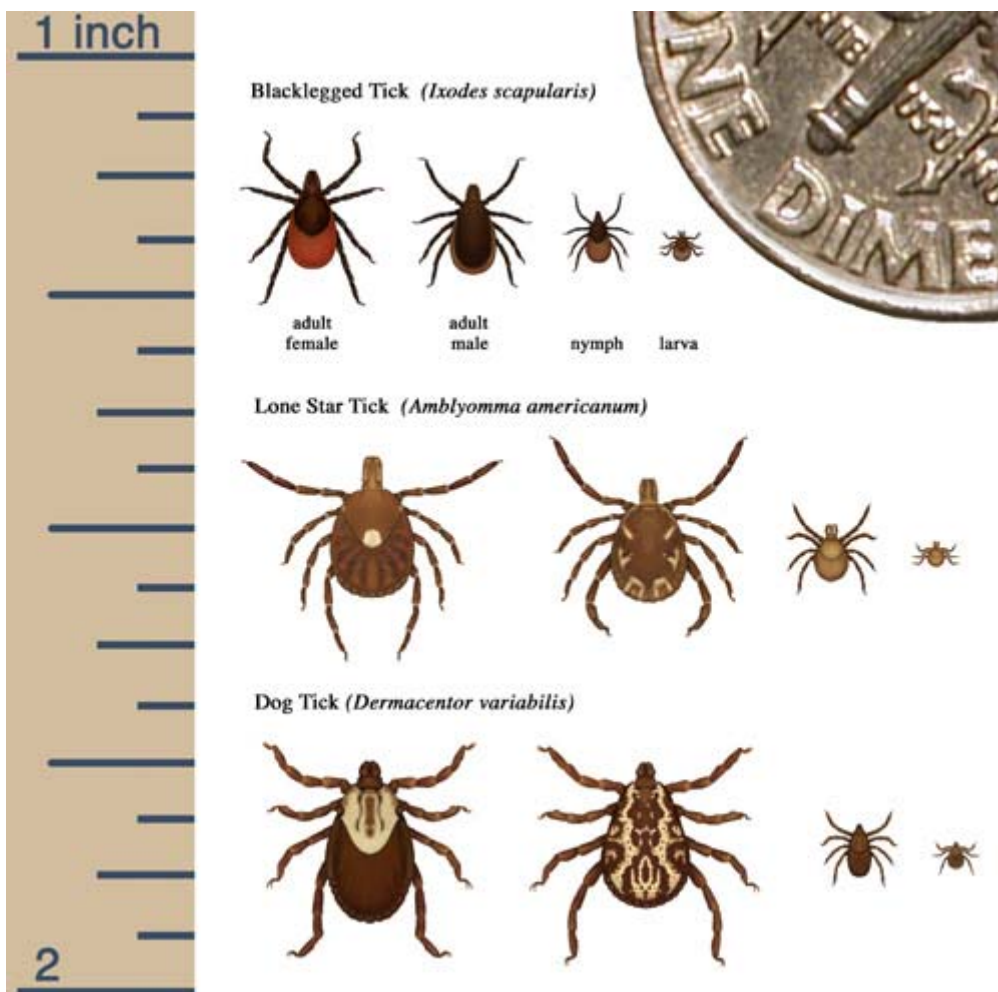 1 inch
Blacklegged Tick (Ixodes scapularis)
adult
female
adult
male
nymph
larva
ONE DIME
Lone Star Tick (Amblyomma americanum)
Dog Tick (Dermacentor variabilis)
2